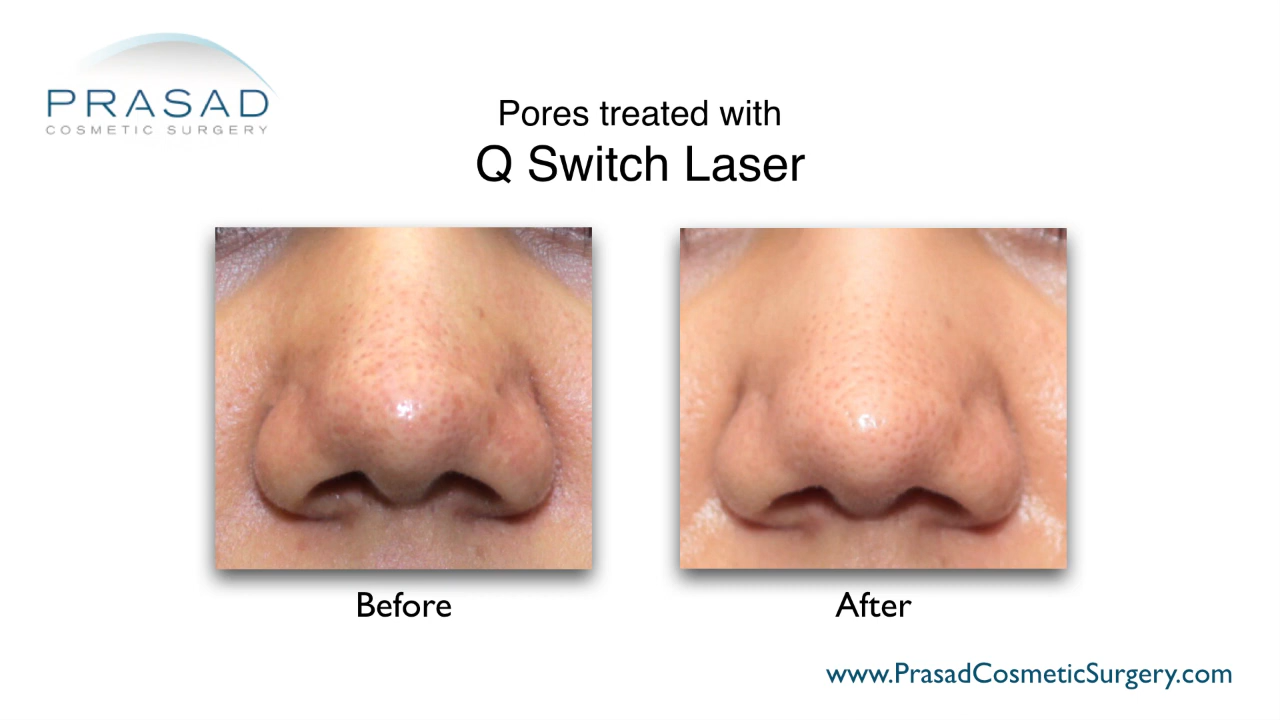 PRASAD
COSMETIC SURGERY
Pores treated with
Q Switch Laser
Before
After
www.PrasadCosmeticSurgery.com